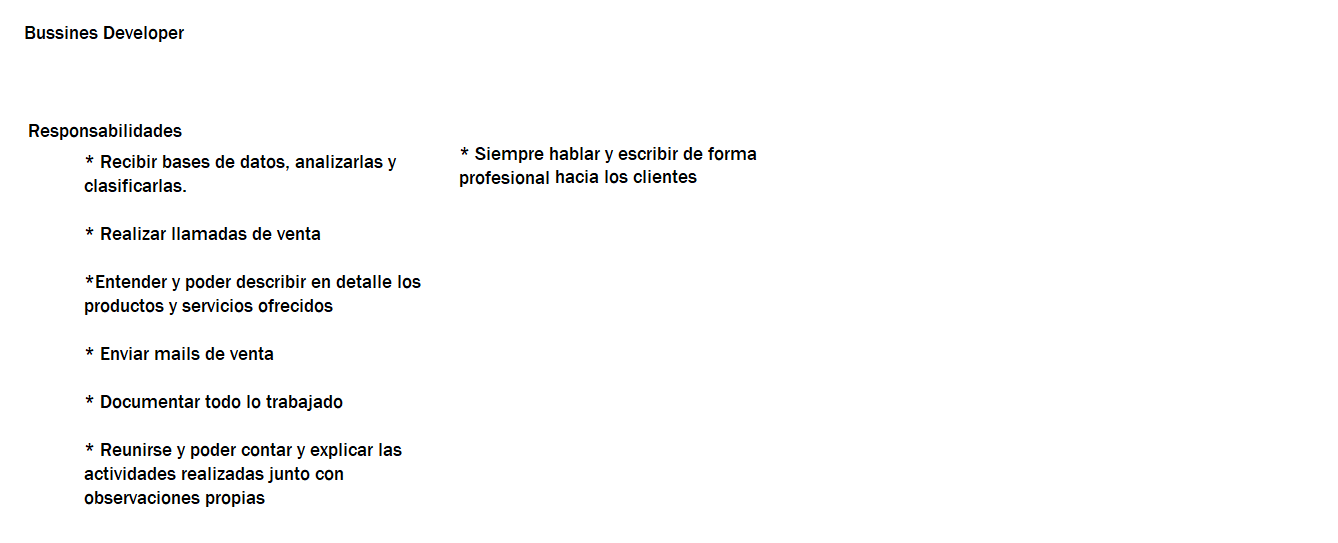 Bussines Developer
Responsabilidades
* Recibir bases de datos, analizarlas y
clasificarlas.
* Realizar llamadas de venta
*Entender y poder describir en detalle los
productos y servicios ofrecidos
* Enviar mails de venta
* Documentar todo lo trabajado
* Reunirse y poder contar y explicar las
actividades realizadas junto con
observaciones propias
* Siempre hablar y escribir de forma
profesional hacia los clientes